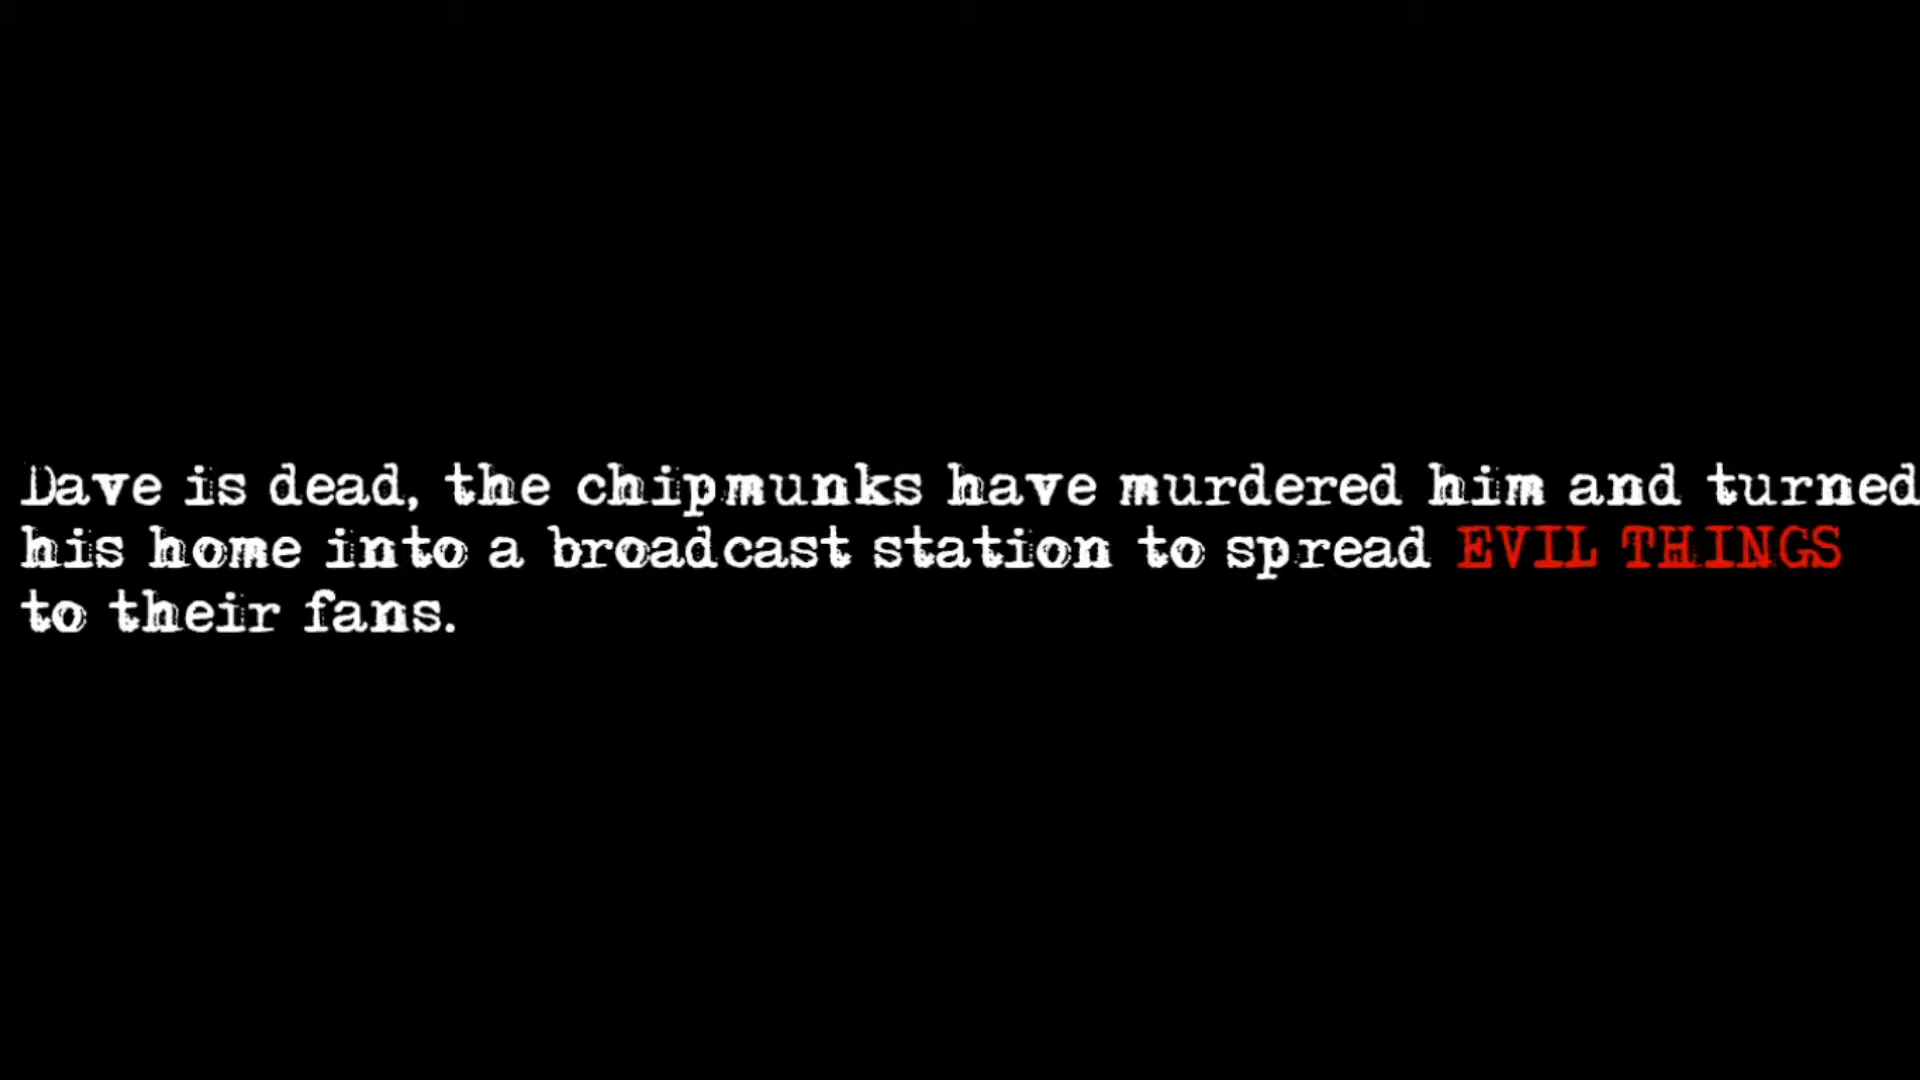 Dave is dead, the chipmunks have murdered him and turned
his home into a broadcast station to spread EVIL THINGS
to their fans.